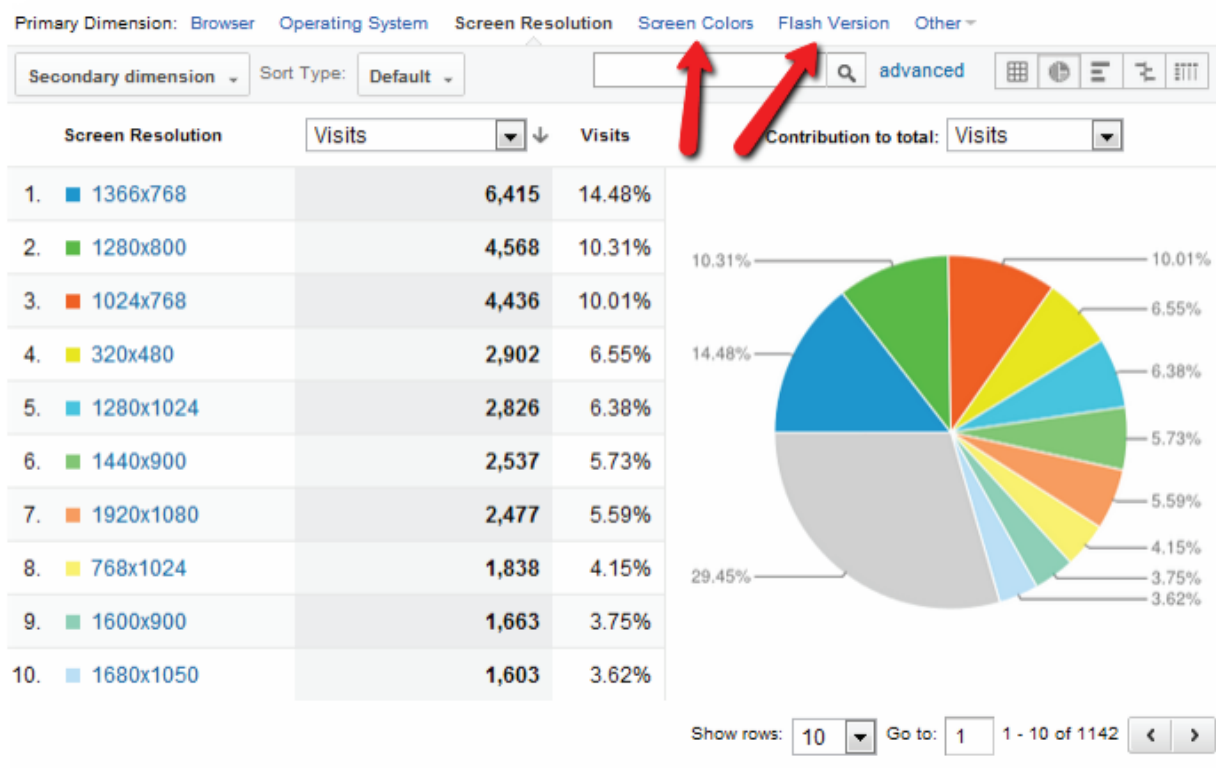 Primary Dimension: Browser Operating System Screen Resolution Screen Colors Flash Version Other
Secondary dimension Sort Type: Default advanced
Screen Resolution Visits Visits Contribution to total: Visits
1. 1366x768 6,415 14.48%
2. 1280x800 4,568 10.31%
3. 1024x768 4,436 10.01%
4. 320x480 2,902 6.55%
5. 1280x1024 2,826 6.38%
6. 1440x900 2,537 5.73%
7. 1920x1080 2,477 5.59%
8. 768x1024 1,838 4.15%
9. 1600x900 1,663 3.75%
10. 1680x1050 1,603 3.62%
10.31% 10.01%
6.55%
14.48% 6.38%
5.73%
5.59%
4.15%
29.45% 3.75%
3.62%
Show rows: 10 Go to: 1 1 - 10 of 1142